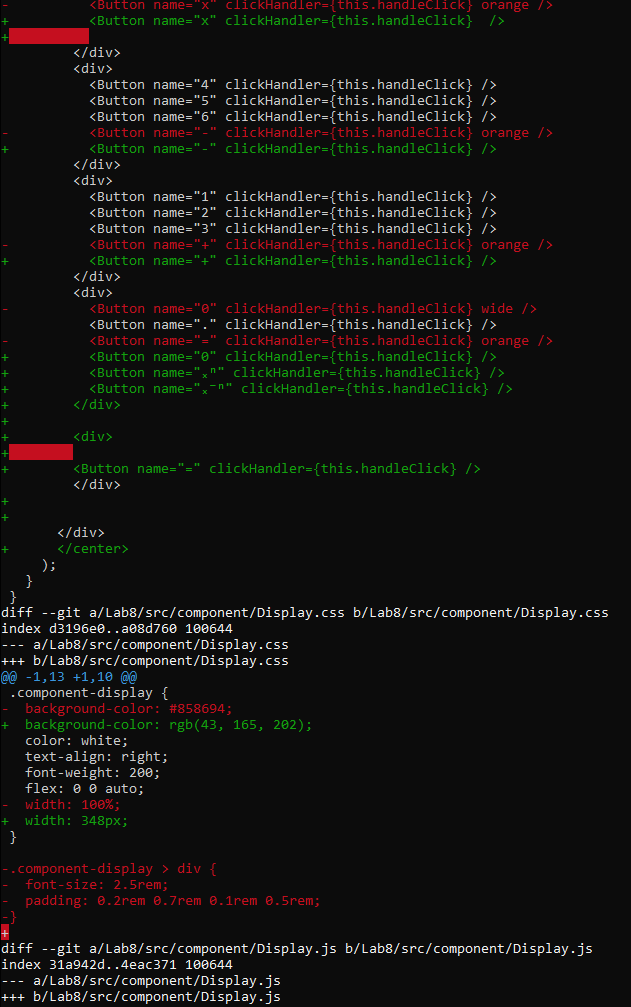 -          <Button name="x" clickHandler={this.handleClick} orange />
+          <Button name="x" clickHandler={this.handleClick}  />
+
         </div>
         <div>
           <Button name="4" clickHandler={this.handleClick} />
           <Button name="5" clickHandler={this.handleClick} />
           <Button name="6" clickHandler={this.handleClick} />
-          <Button name="-" clickHandler={this.handleClick} orange />
+          <Button name="-" clickHandler={this.handleClick} />
         </div>
         <div>
           <Button name="1" clickHandler={this.handleClick} />
           <Button name="2" clickHandler={this.handleClick} />
           <Button name="3" clickHandler={this.handleClick} />
-          <Button name="+" clickHandler={this.handleClick} orange />
+          <Button name="+" clickHandler={this.handleClick} />
         </div>
         <div>
-          <Button name="0" clickHandler={this.handleClick} wide />
           <Button name="." clickHandler={this.handleClick} />
-          <Button name="=" clickHandler={this.handleClick} orange />
+          <Button name="0" clickHandler={this.handleClick} />
+          <Button name="ₓⁿ" clickHandler={this.handleClick} />
+          <Button name="ₓ⁻ⁿ" clickHandler={this.handleClick} />
+        </div>
+
+        <div>
+
+        <Button name="=" clickHandler={this.handleClick} />
         </div>
+
+
       </div>
+      </center>
     );
   }
 }
diff --git a/Lab8/src/component/Display.css b/Lab8/src/component/Display.css
index d3196e0..a08d760 100644
--- a/Lab8/src/component/Display.css
+++ b/Lab8/src/component/Display.css
@@ -1,13 +1,10 @@
 .component-display {
-  background-color: #858694;
+  background-color: rgb(43, 165, 202);
   color: white;
   text-align: right;
   font-weight: 200;
   flex: 0 0 auto;
-  width: 100%;
+  width: 348px;
 }
-.component-display > div {
-  font-size: 2.5rem;
-  padding: 0.2rem 0.7rem 0.1rem 0.5rem;
-}
+
diff --git a/Lab8/src/component/Display.js b/Lab8/src/component/Display.js
index 31a942d..4eac371 100644
--- a/Lab8/src/component/Display.js
+++ b/Lab8/src/component/Display.js